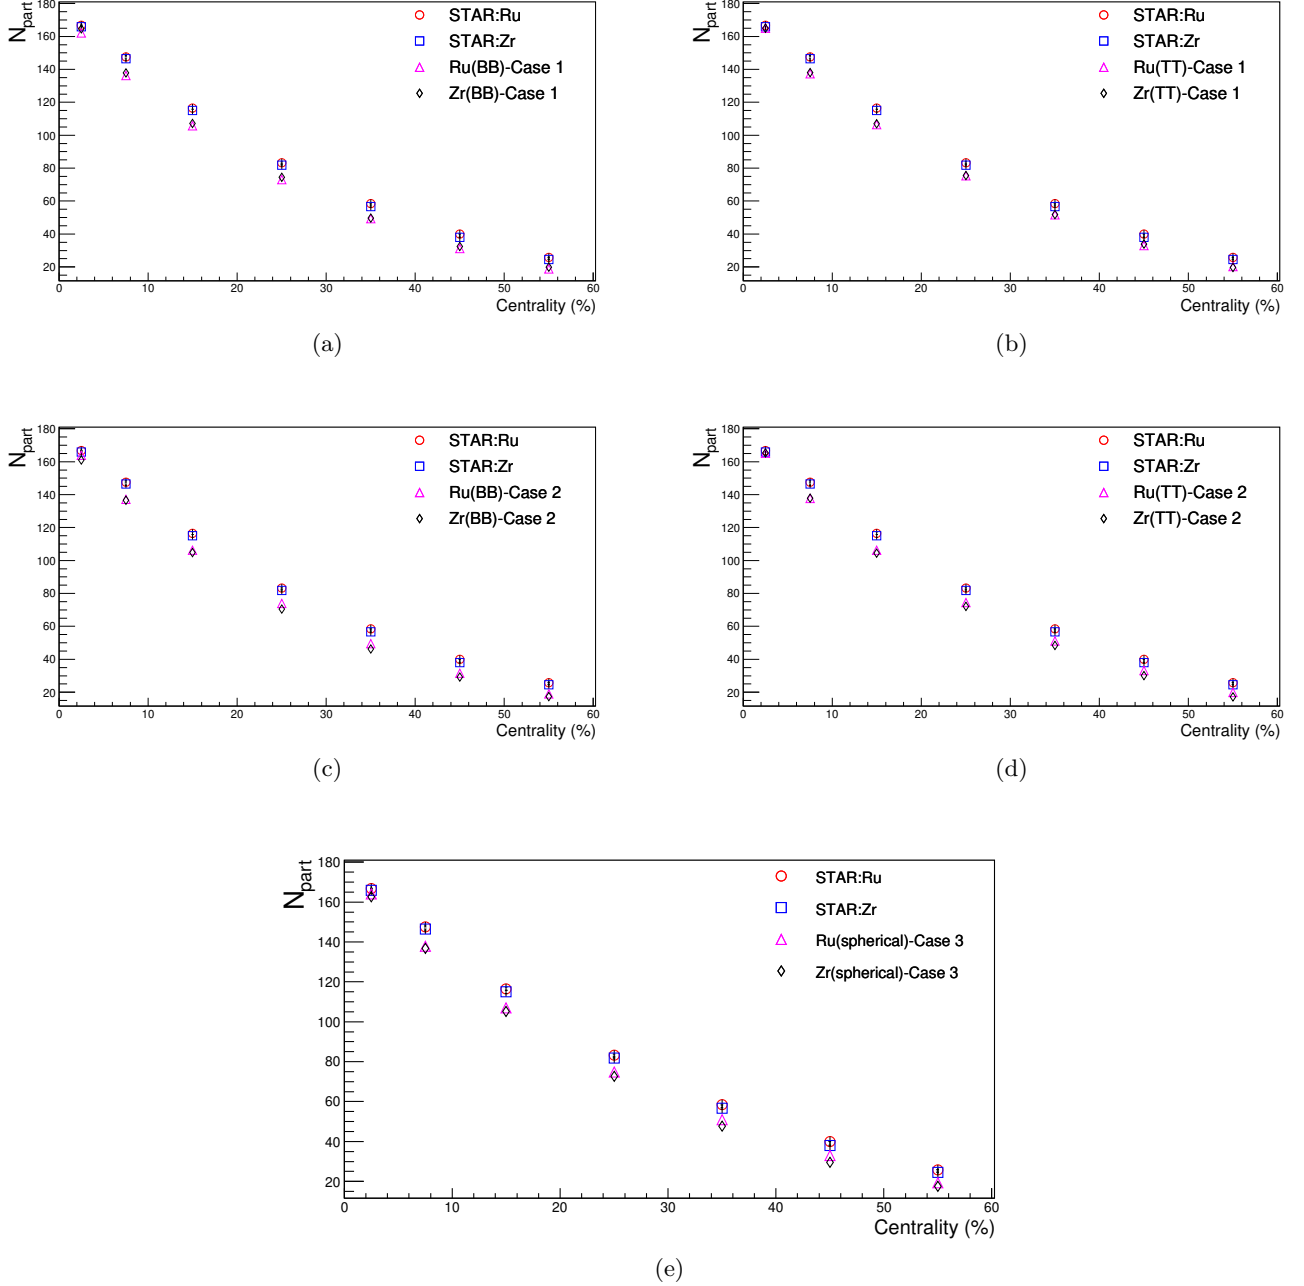 N_part
180
160
140
120
100
80
60
40
20
0
10
20
30
40
50
60
Centrality (%)
STAR:Ru
STAR:Zr
Ru(BB)-Case 1
Zr(BB)-Case 1
(a)
N_part
180
160
140
120
100
80
60
40
20
0
10
20
30
40
50
60
Centrality (%)
STAR:Ru
STAR:Zr
Ru(TT)-Case 1
Zr(TT)-Case 1
(b)
N_part
180
160
140
120
100
80
60
40
20
0
10
20
30
40
50
60
Centrality (%)
STAR:Ru
STAR:Zr
Ru(BB)-Case 2
Zr(BB)-Case 2
(c)
N_part
180
160
140
120
100
80
60
40
20
0
10
20
30
40
50
60
Centrality (%)
STAR:Ru
STAR:Zr
Ru(TT)-Case 2
Zr(TT)-Case 2
(d)
N_part
180
160
140
120
100
80
60
40
20
0
10
20
30
40
50
60
Centrality (%)
STAR:Ru
STAR:Zr
Ru(spherical)-Case 3
Zr(spherical)-Case 3
(e)